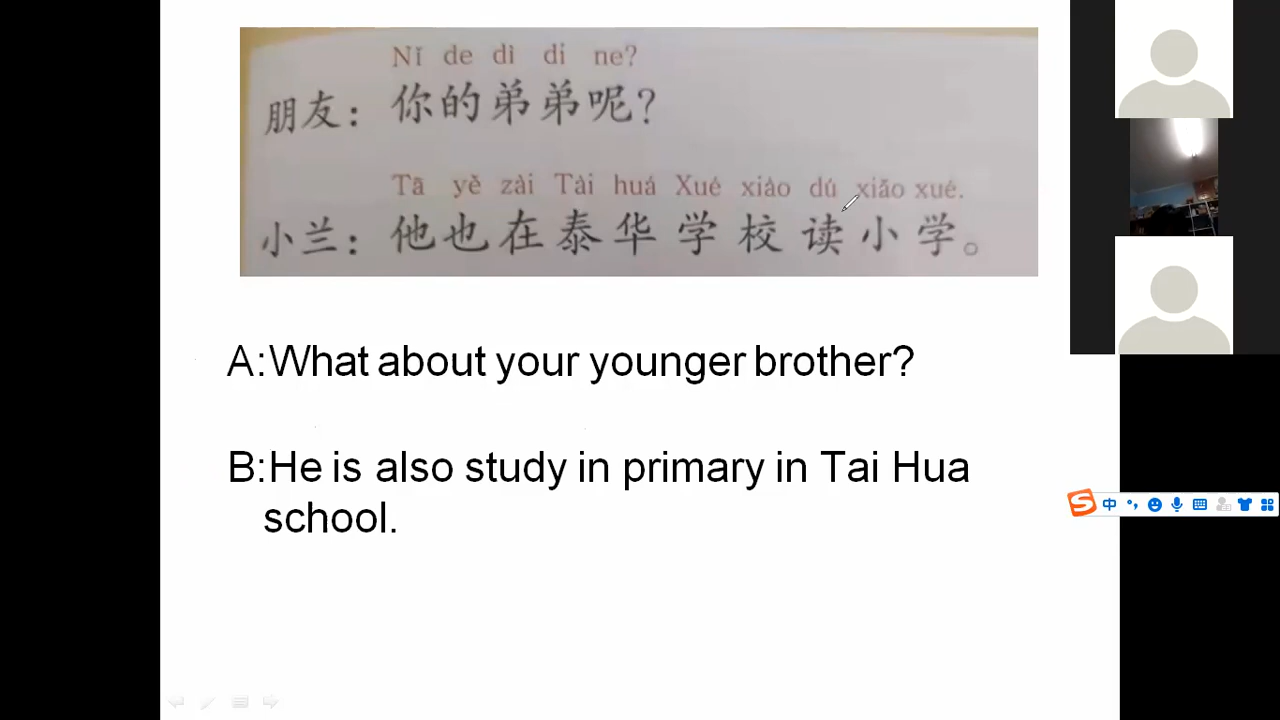 Nǐ de dì di ne?
朋友：你的弟弟呢？
Tā yě zài Tài huá Xué xiào dú xiǎo xué.
小兰：他也在泰华学校读小学。
A:What about your younger brother?
B:He is also study in primary in Tai Hua
school.
S 中